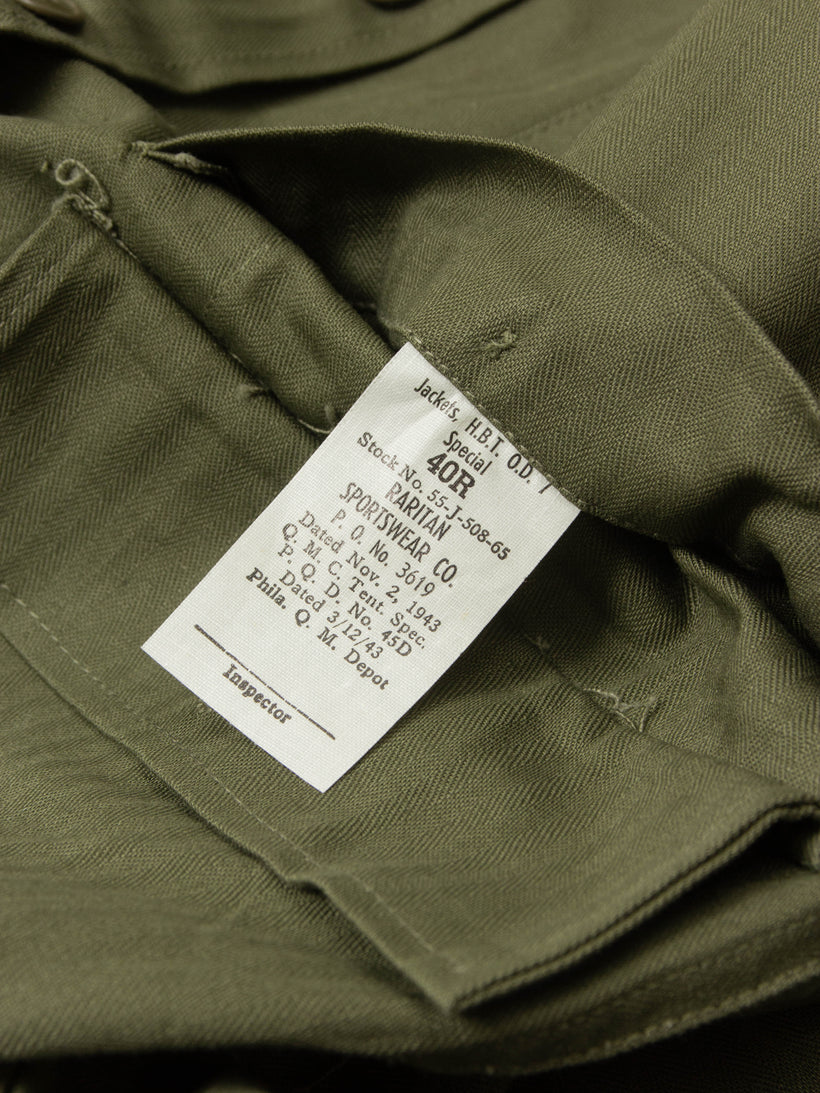 Jackets, H.B.T. O.D. 7
Special
40R
Stock No. 55-J-508-65
RARITAN
SPORTSWEAR CO.
P. O. No. 3619
Dated Nov. 2, 1943
Q. M. C. Tent. Spec.
P. Q. D. No. 45D
Dated 3/12/43
Phila. Q. M. Depot
Inspector